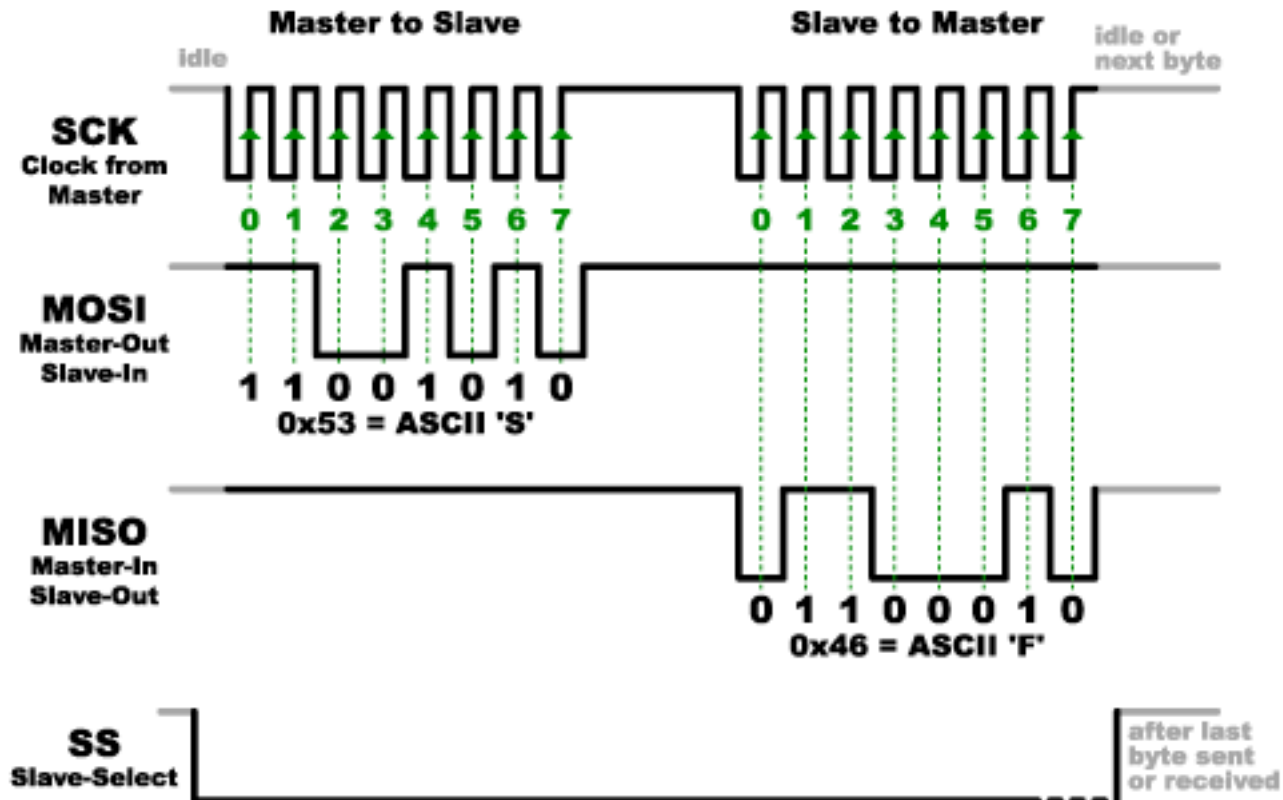 Master to Slave
Slave to Master
idle
idle or
next byte
SCK
Clock from
Master
0 1 2 3 4 5 6 7
0 1 2 3 4 5 6 7
MOSI
Master-Out
Slave-In
1 1 0 0 1 0 1 0
0x53 = ASCII 'S'
MISO
Master-In
Slave-Out
0 1 1 0 0 0 1 0
0x46 = ASCII 'F'
SS
Slave-Select
after last
byte sent
or received